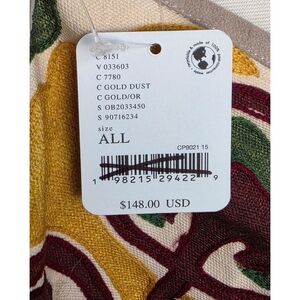 C 8151
V 033603
C 7780
C GOLD DUST
C GOLD/OR
S OB2033450
S 90716234
size
ALL
CP9021 15
1 98215 29422 9
$148.00 USD